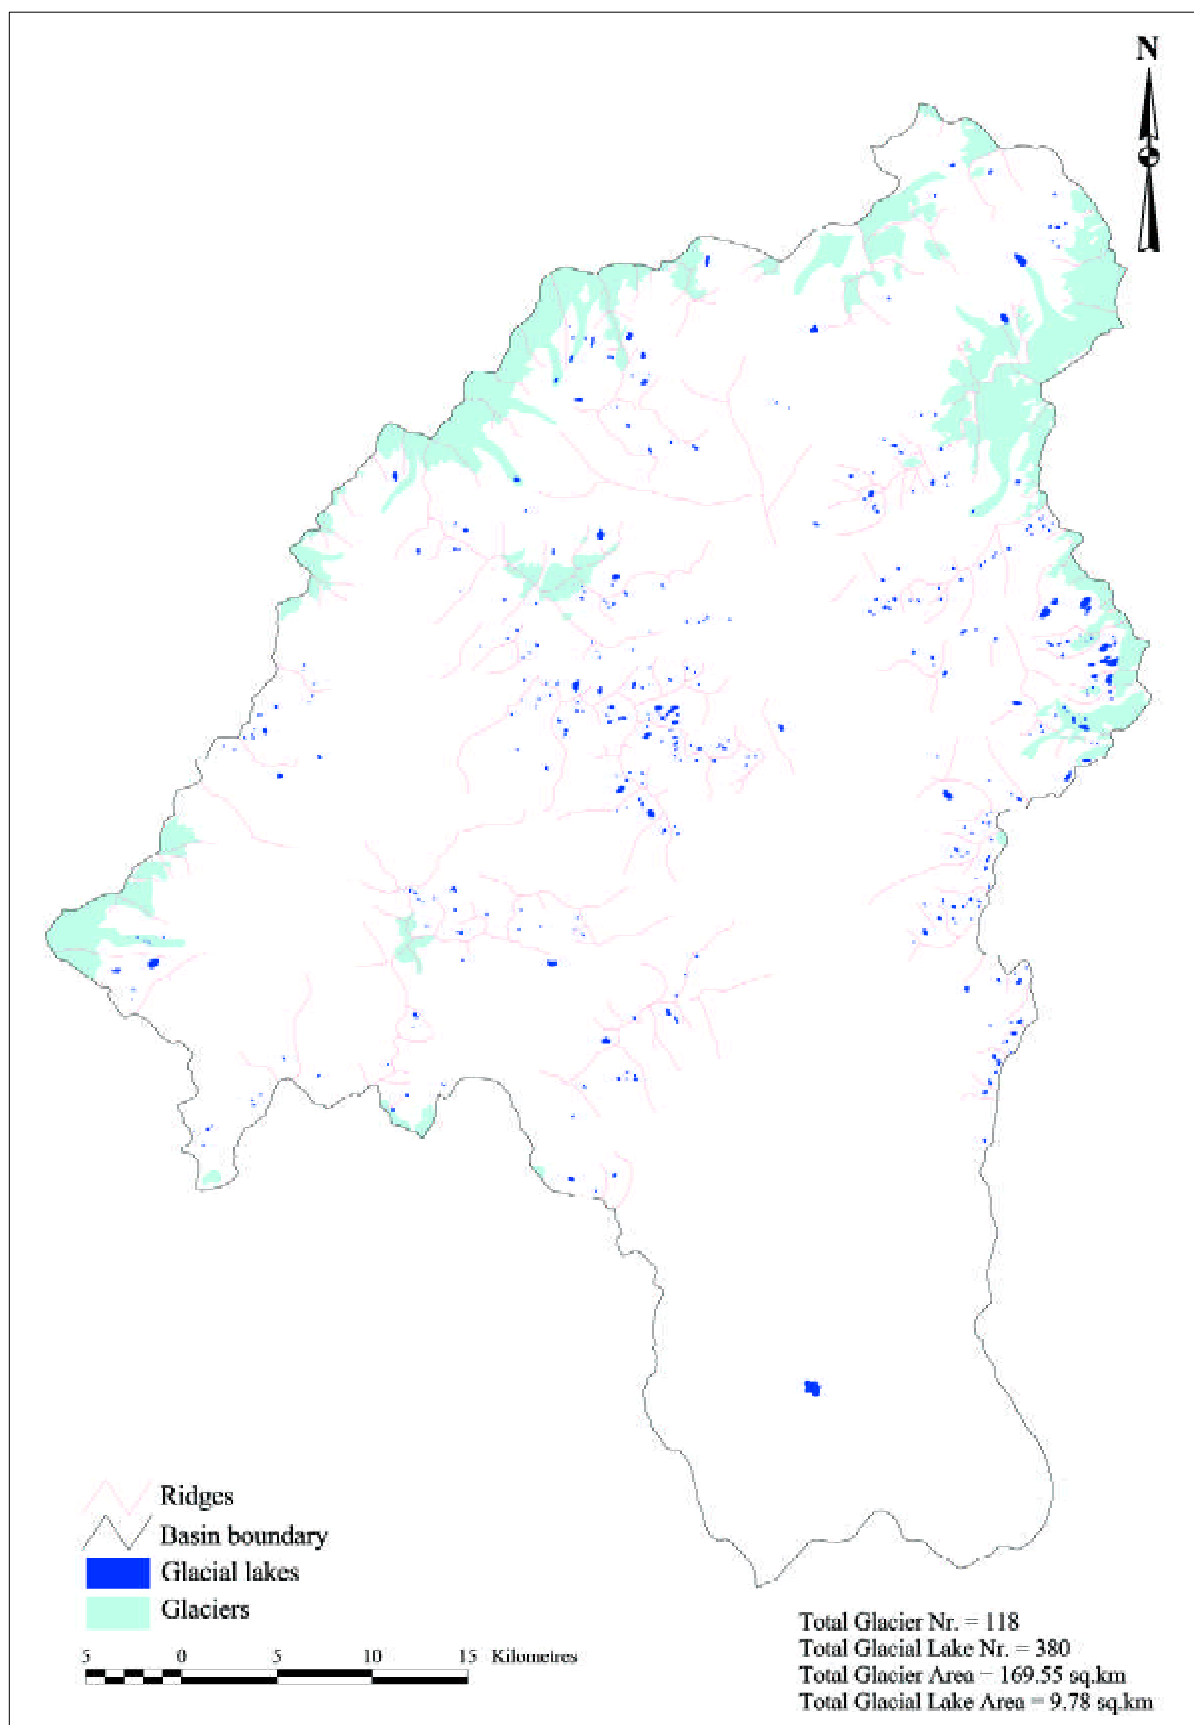 N
Ridges
Basin boundary
Glacial lakes
Glaciers
5 0 5 10 15 Kilometres
Total Glacier Nr. = 118
Total Glacial Lake Nr. = 380
Total Glacier Area = 169.55 sq.km
Total Glacial Lake Area = 9.78 sq.km